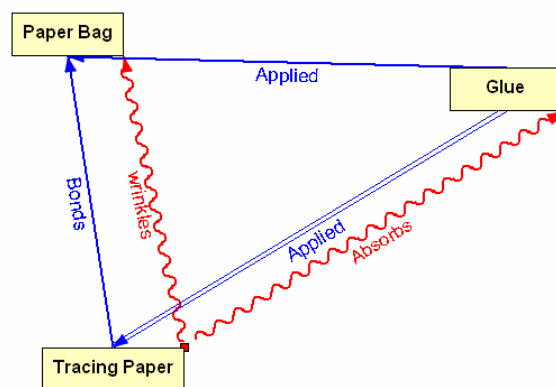 Paper Bag
Applied
Glue
Bonds
wrinkles
Applied
Absorbs
Tracing Paper